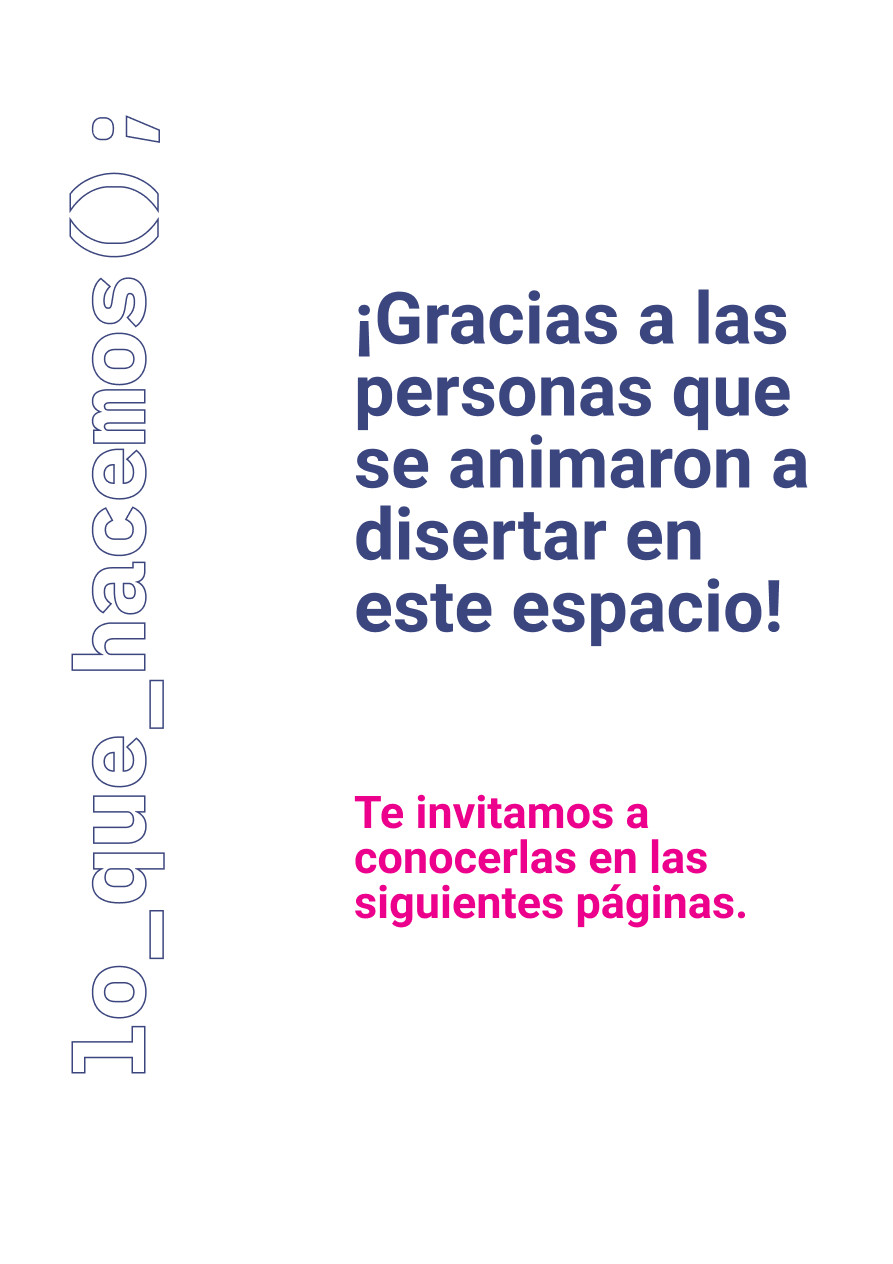 lo_que_hacemos();
¡Gracias a las
personas que
se animaron a
disertar en
este espacio!
Te invitamos a
conocerlas en las
siguientes páginas.